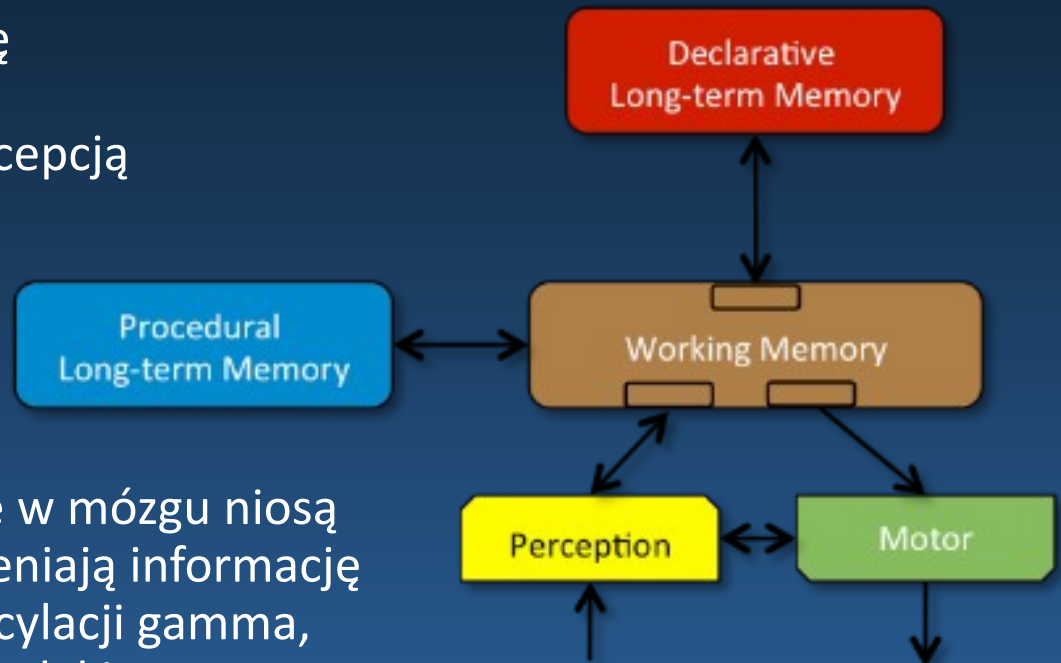 ę
cepcją
e w mózgu niosą
eniają informację
cylacji gamma,
Declarative
Long-term Memory
Procedural
Long-term Memory
Working Memory
Perception
Motor